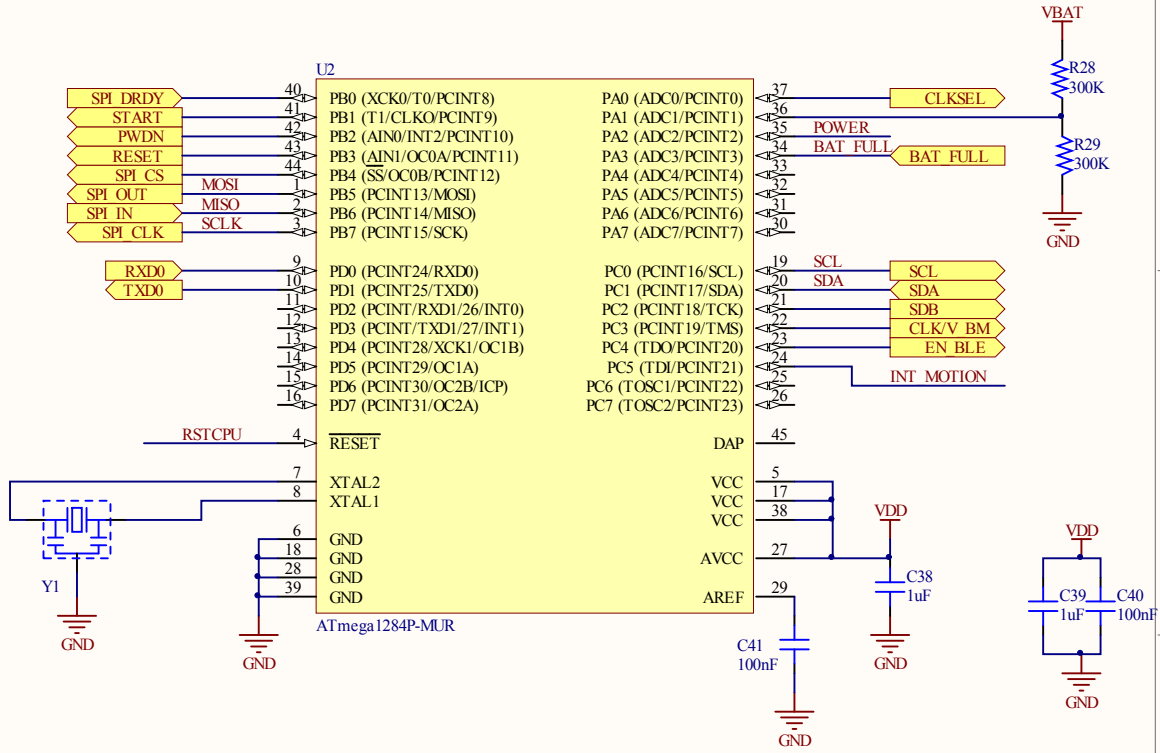 VBAT
R28
300K
R29
300K
GND
U2
SPI_DRDY 40 PB0 (XCK0/T0/PCINT8)
START 41 PB1 (T1/CLKO/PCINT9)
PWDN 42 PB2 (AIN0/INT2/PCINT10)
RESET 43 PB3 (AIN1/OC0A/PCINT11)
SPI_CS 44 PB4 (SS/OC0B/PCINT12)
SPI_OUT MOSI 1 PB5 (PCINT13/MOSI)
SPI_IN MISO 2 PB6 (PCINT14/MISO)
SPI_CLK SCLK 3 PB7 (PCINT15/SCK)
RXD0 9 PD0 (PCINT24/RXD0)
TXD0 10 PD1 (PCINT25/TXD0)
11 PD2 (PCINT/RXD1/26/INT0)
12 PD3 (PCINT/TXD1/27/INT1)
13 PD4 (PCINT28/XCK1/OC1B)
14 PD5 (PCINT29/OC1A)
15 PD6 (PCINT30/OC2B/ICP)
16 PD7 (PCINT31/OC2A)
RSTCPU 4 RESET
7 XTAL2
8 XTAL1
6 GND
18 GND
28 GND
39 GND
PA0 (ADC0/PCINT0) 37 CLKSEL
PA1 (ADC1/PCINT1) 36
PA2 (ADC2/PCINT2) 35 POWER
PA3 (ADC3/PCINT3) 34 BAT_FULL BAT_FULL
PA4 (ADC4/PCINT4) 33
PA5 (ADC5/PCINT5) 32
PA6 (ADC6/PCINT6) 31
PA7 (ADC7/PCINT7) 30
PC0 (PCINT16/SCL) 19 SCL SCL
PC1 (PCINT17/SDA) 20 SDA SDA
PC2 (PCINT18/TCK) 21 SDB
PC3 (PCINT19/TMS) 22 CLK/V_BM
PC4 (TDO/PCINT20) 23 EN_BLE
PC5 (TDI/PCINT21) 24 INT_MOTION
PC6 (TOSC1/PCINT22) 25
PC7 (TOSC2/PCINT23) 26
DAP 45
VCC 5
VCC 17
VCC 38
AVCC 27
AREF 29
ATmega1284P-MUR
Y1
GND
GND
VDD
C38
1uF
GND
C41
100nF
GND
VDD
C39
1uF
C40
100nF
GND